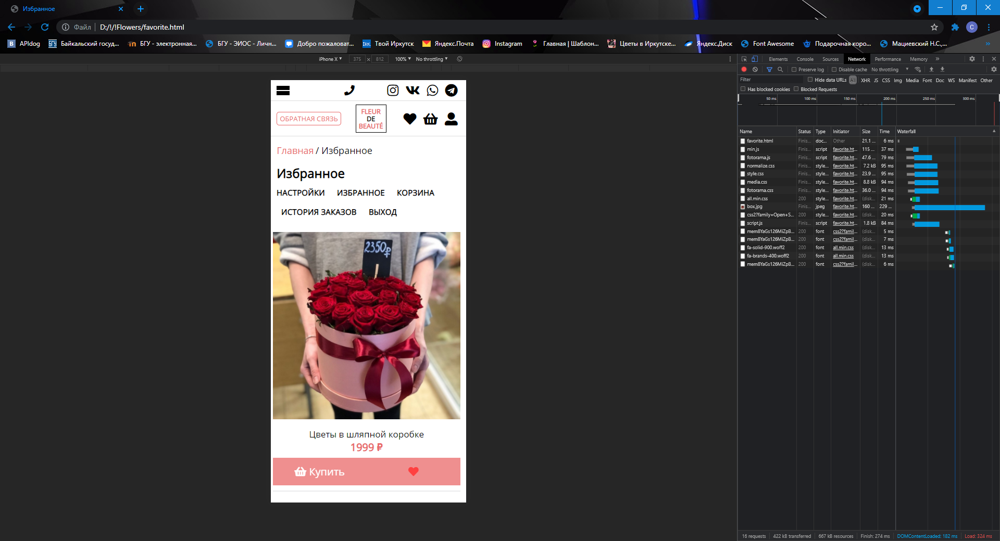 Избранное
Файл D:/!/!Flowers/favorite.html
C
APIdog
Байкальский госуд...
БГУ - электронная...
БГУ - ЭИОС - Личн...
Добро пожаловат...
Твой Иркутск
Яндекс.Почта
Instagram
Главная | Шаблон...
Цветы в Иркутске...
Яндекс.Диск
Font Awesome
Подарочная коро...
Мациевский Н.С.,...
iPhone X 375 × 812 100% No throttling
Elements Console Sources Network Performance Memory
Preserve log Disable cache No throttling
Filter Hide data URLs All XHR JS CSS Img Media Font Doc WS Manifest Other
Has blocked cookies Blocked Requests
50 ms 100 ms 150 ms 200 ms 250 ms 300 ms
ОБРАТНАЯ СВЯЗЬ
FLEUR
DE
BEAUTÉ
Главная / Избранное
Избранное
НАСТРОЙКИ ИЗБРАННОЕ КОРЗИНА
ИСТОРИЯ ЗАКАЗОВ ВЫХОД
2350₽
Цветы в шляпной коробке
1999 ₽
Купить
Name Status Type Initiator Size Time Waterfall
favorite.html Finis... doc... Other 21.1 ... 6 ms
min.js Finis... script favorite.ht... 115 ... 37 ms
fotorama.js Finis... script favorite.ht... 47.6 ... 79 ms
normalize.css Finis... style... favorite.ht... 7.2 kB 95 ms
style.css Finis... style... favorite.ht... 23.9 ... 95 ms
media.css Finis... style... favorite.ht... 8.8 kB 94 ms
fotorama.css Finis... style... favorite.ht... 36.0 ... 94 ms
all.min.css 200 style... favorite.ht... (disk... 21 ms
box.jpg Finis... jpeg favorite.ht... 160 ... 229 ...
css2?family=Open+S... 200 style... favorite.ht... (disk... 20 ms
script.js Finis... script favorite.ht... 1.8 kB 84 ms
mem8YaGs126MiZpB... 200 font css2?famil... (disk... 5 ms
mem8YaGs126MiZpB... 200 font css2?famil... (disk... 7 ms
fa-solid-900.woff2 200 font all.min.css (disk... 13 ms
fa-brands-400.woff2 200 font all.min.css (disk... 13 ms
mem8YaGs126MiZpB... 200 font css2?famil... (disk... 6 ms
16 requests 422 kB transferred 667 kB resources Finish: 274 ms DOMContentLoaded: 182 ms Load: 324 ms